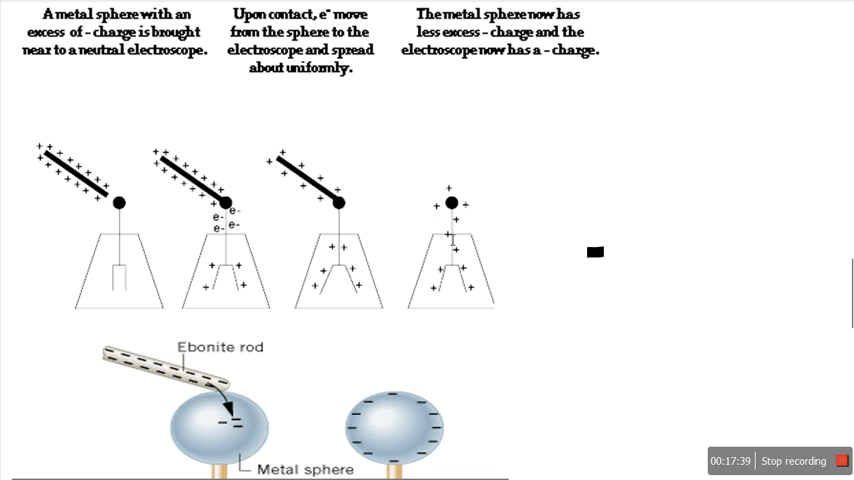 A metal sphere with an
excess of - charge is brought
near to a neutral electroscope.
Upon contact, e- move
from the sphere to the
electroscope and spread
about uniformly.
The metal sphere now has
less excess - charge and the
electroscope now has a - charge.
e-
e-
e-
e-
Ebonite rod
Metal sphere
00:17:39 Stop recording